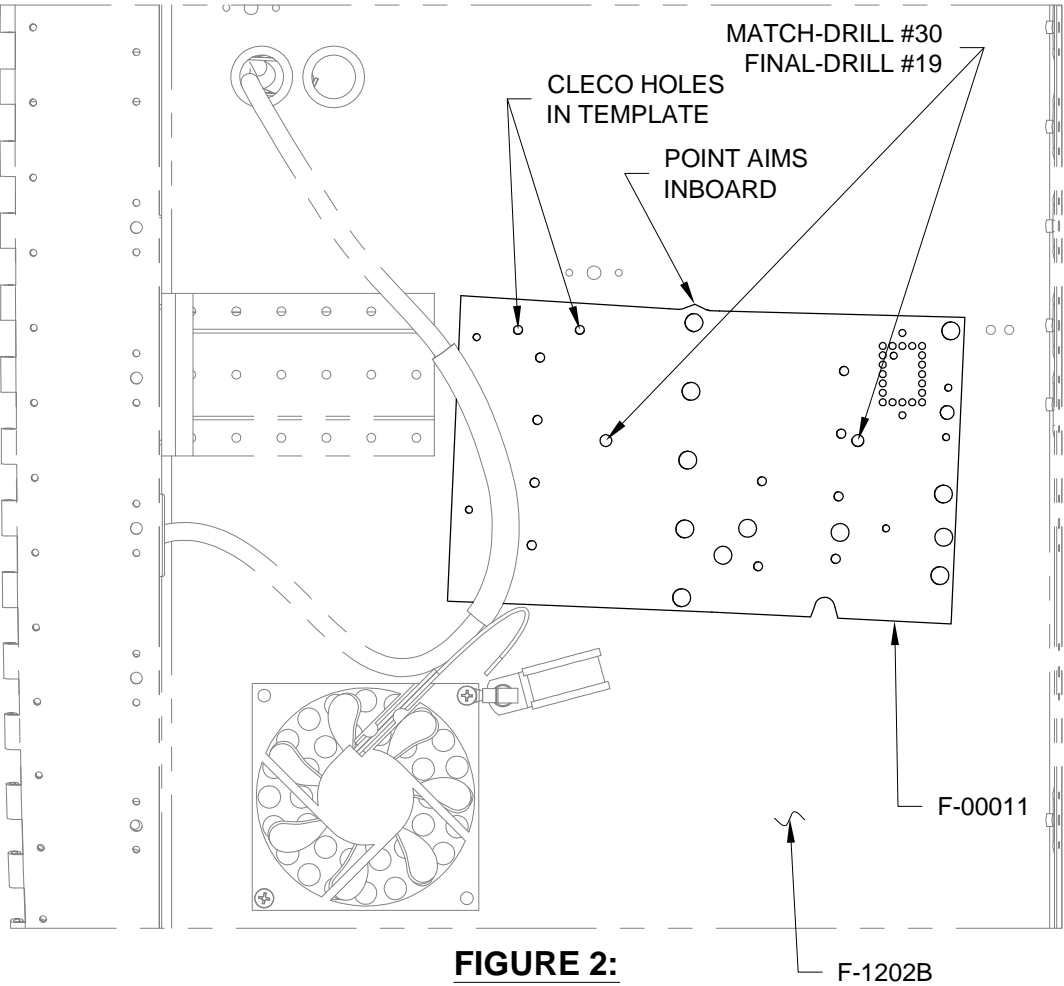 MATCH-DRILL #30
FINAL-DRILL #19
CLECO HOLES
IN TEMPLATE
POINT AIMS
INBOARD
F-00011
FIGURE 2:
F-1202B